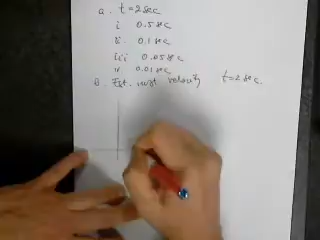 a. t=2sec
i 0.5sec
ii. 0.1sec
iii 0.05sec
iv 0.01sec
b. Est. inst velocity t=2sec.